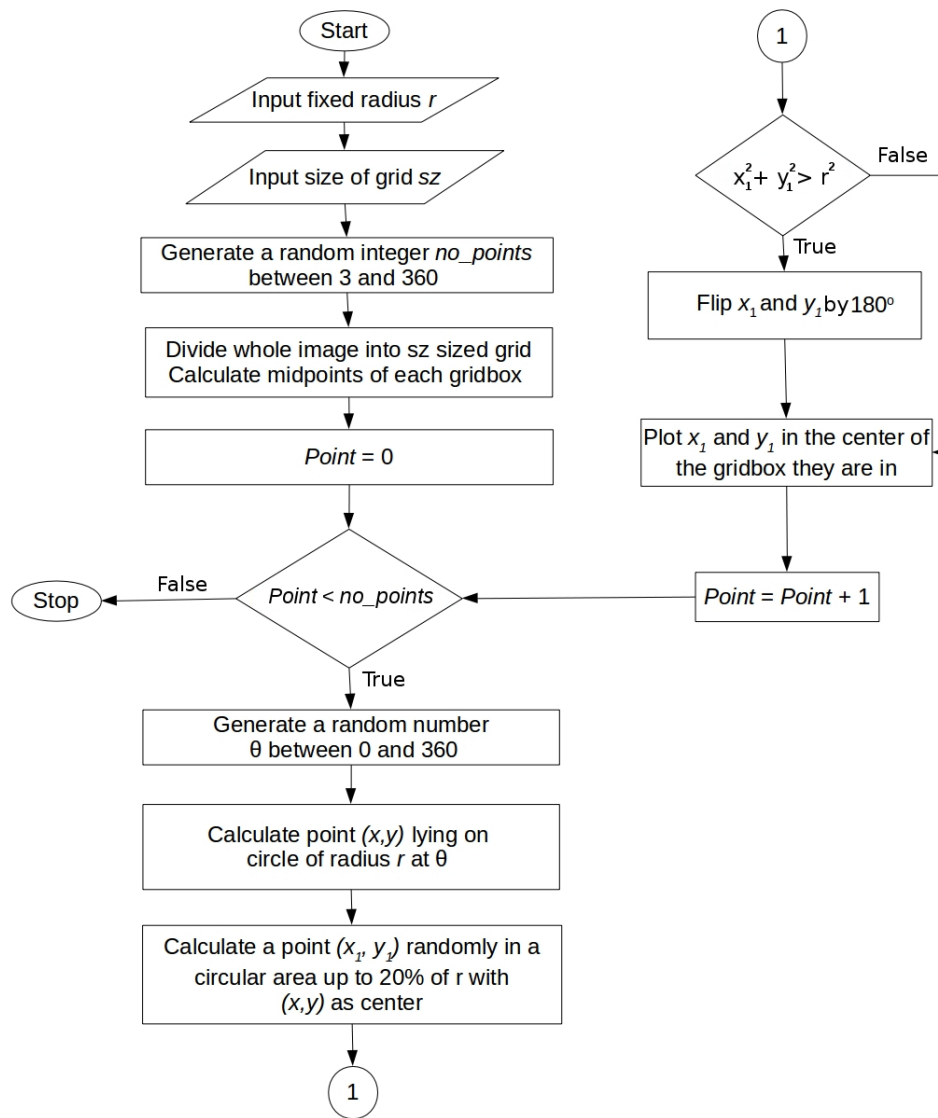 Start
Input fixed radius r
Input size of grid sz
Generate a random integer no_points
between 3 and 360
Divide whole image into sz sized grid
Calculate midpoints of each gridbox
Point = 0
Point < no_points
False
Stop
True
Generate a random number
θ between 0 and 360
Calculate point (x,y) lying on
circle of radius r at θ
Calculate a point (x₁, y₁) randomly in a
circular area up to 20% of r with
(x,y) as center
1
1
x₁²+ y₁²> r²
False
True
Flip x₁ and y₁ by 180º
Plot x₁ and y₁ in the center of
the gridbox they are in
Point = Point + 1